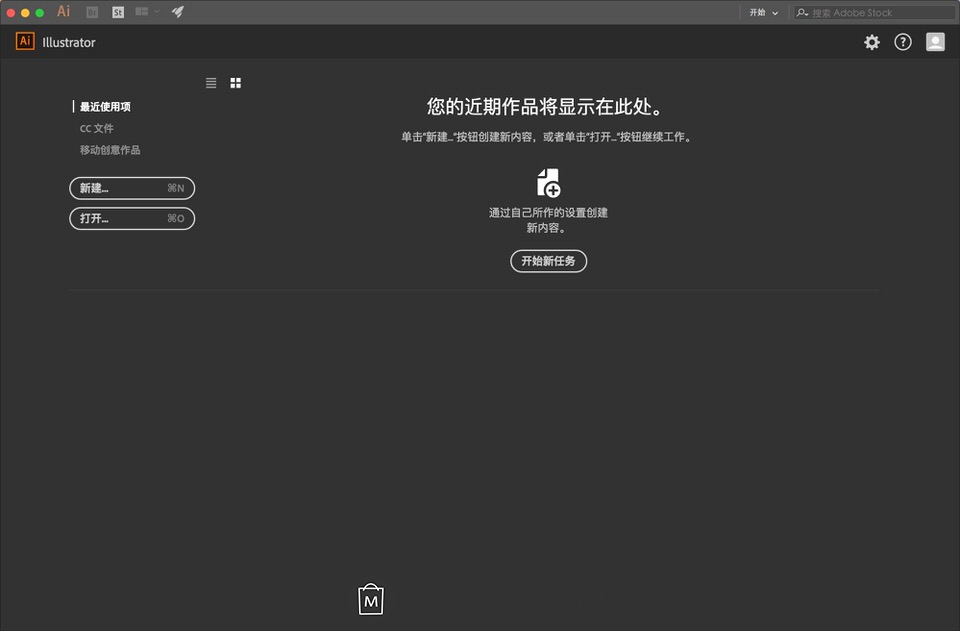 Ai Br St 开始 搜索 Adobe Stock
Ai Illustrator
最近使用项
CC 文件
移动创意作品
新建... ⌘N
打开... ⌘O
您的近期作品将显示在此处。
单击"新建..."按钮创建新内容，或者单击"打开..."按钮继续工作。
通过自己所作的设置创建
新内容。
开始新任务
M